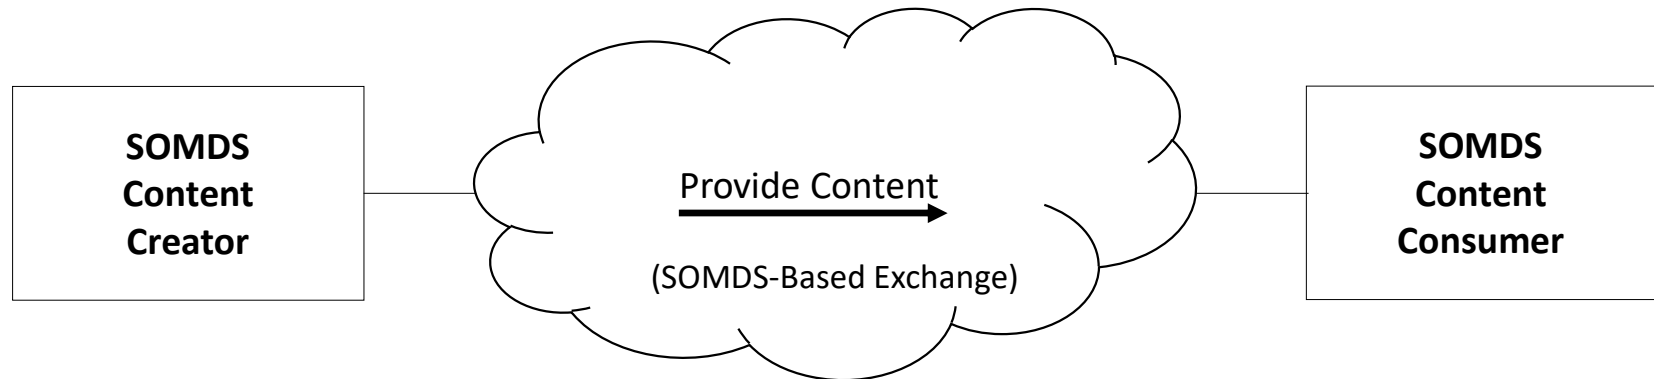 SOMDS
Content
Creator
Provide Content
(SOMDS-Based Exchange)
SOMDS
Content
Consumer